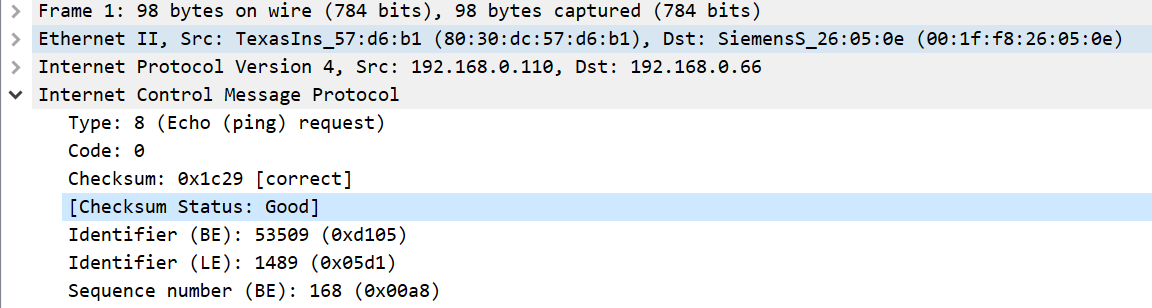 Frame 1: 98 bytes on wire (784 bits), 98 bytes captured (784 bits)
Ethernet II, Src: TexasIns_57:d6:b1 (80:30:dc:57:d6:b1), Dst: SiemensS_26:05:0e (00:1f:f8:26:05:0e)
Internet Protocol Version 4, Src: 192.168.0.110, Dst: 192.168.0.66
Internet Control Message Protocol
Type: 8 (Echo (ping) request)
Code: 0
Checksum: 0x1c29 [correct]
[Checksum Status: Good]
Identifier (BE): 53509 (0xd105)
Identifier (LE): 1489 (0x05d1)
Sequence number (BE): 168 (0x00a8)